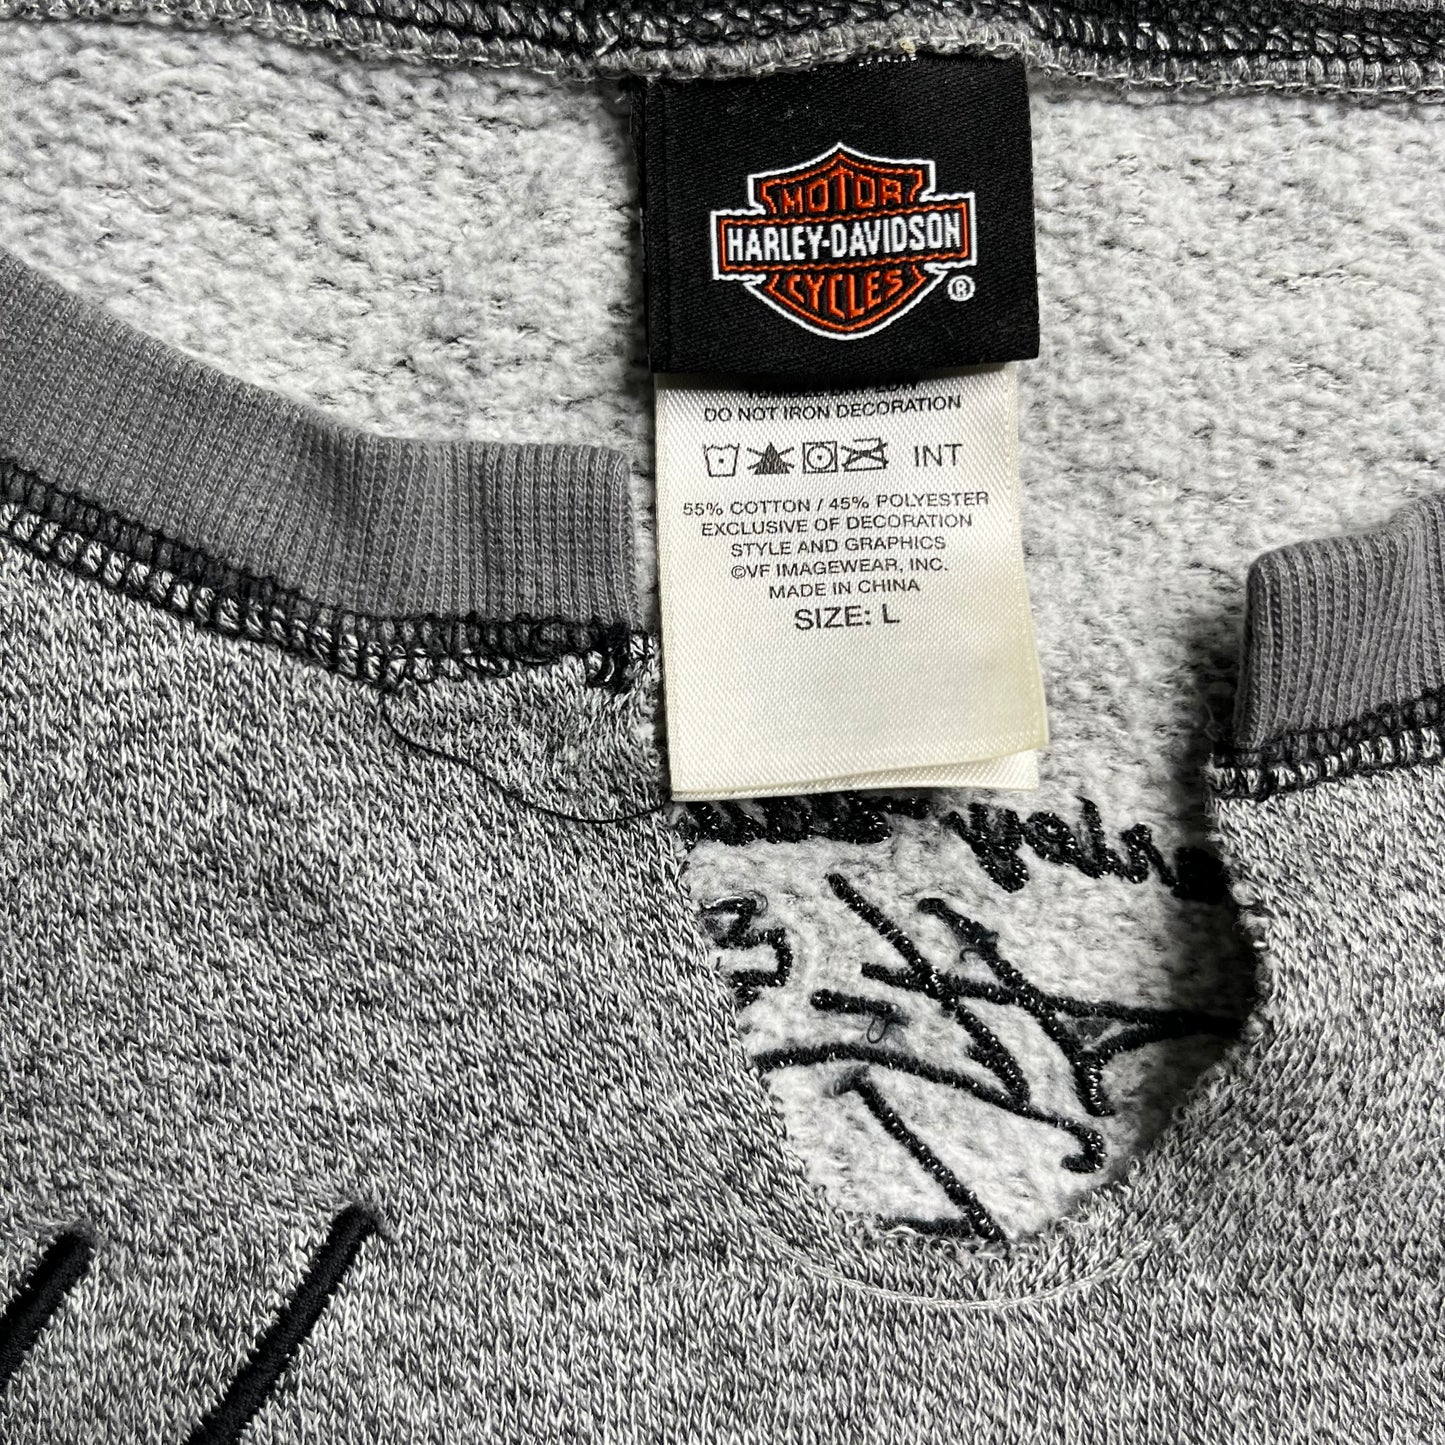 MOTOR
HARLEY-DAVIDSON
CYCLES
®
DO NOT IRON DECORATION
INT
55% COTTON / 45% POLYESTER
EXCLUSIVE OF DECORATION
STYLE AND GRAPHICS
©VF IMAGEWEAR, INC.
MADE IN CHINA
SIZE: L